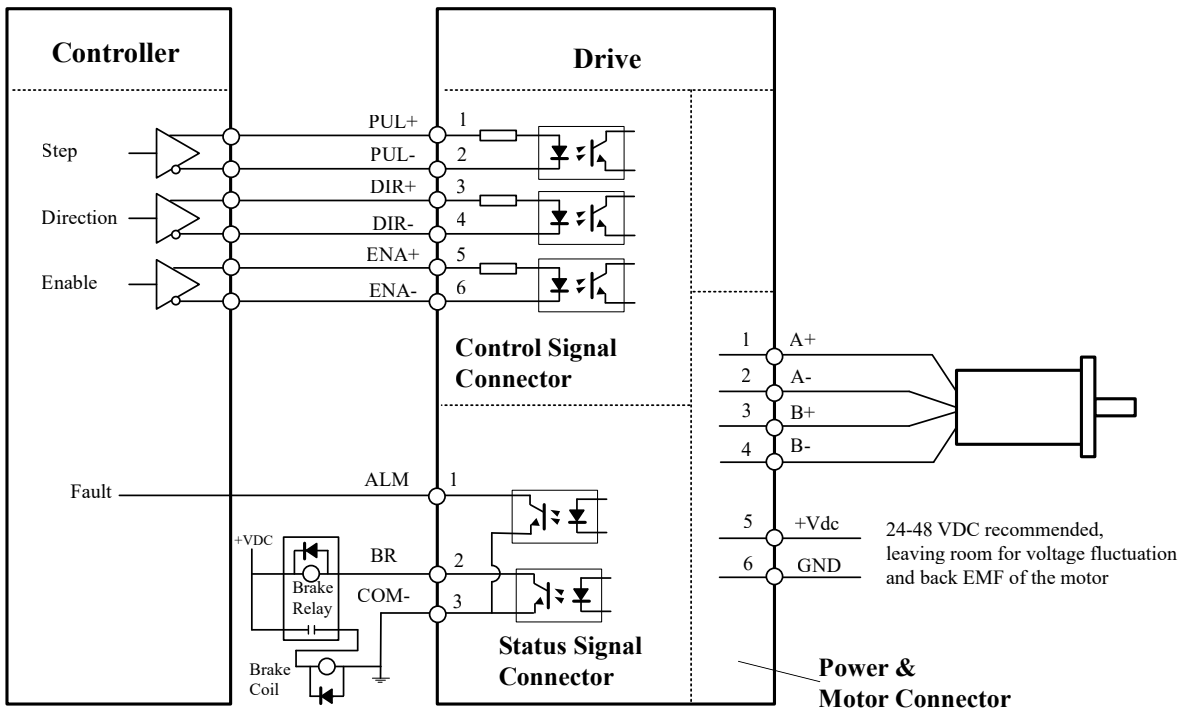 Controller
Drive
Step
Direction
Enable
PUL+
1
PUL-
2
DIR+
3
DIR-
4
ENA+
5
ENA-
6
Control Signal
Connector
1
A+
2
A-
3
B+
4
B-
5
+Vdc
6
GND
24-48 VDC recommended,
leaving room for voltage fluctuation
and back EMF of the motor
Fault
ALM
1
+VDC
BR
2
Brake
Relay
COM-
3
Brake
Coil
Status Signal
Connector
Power &
Motor Connector